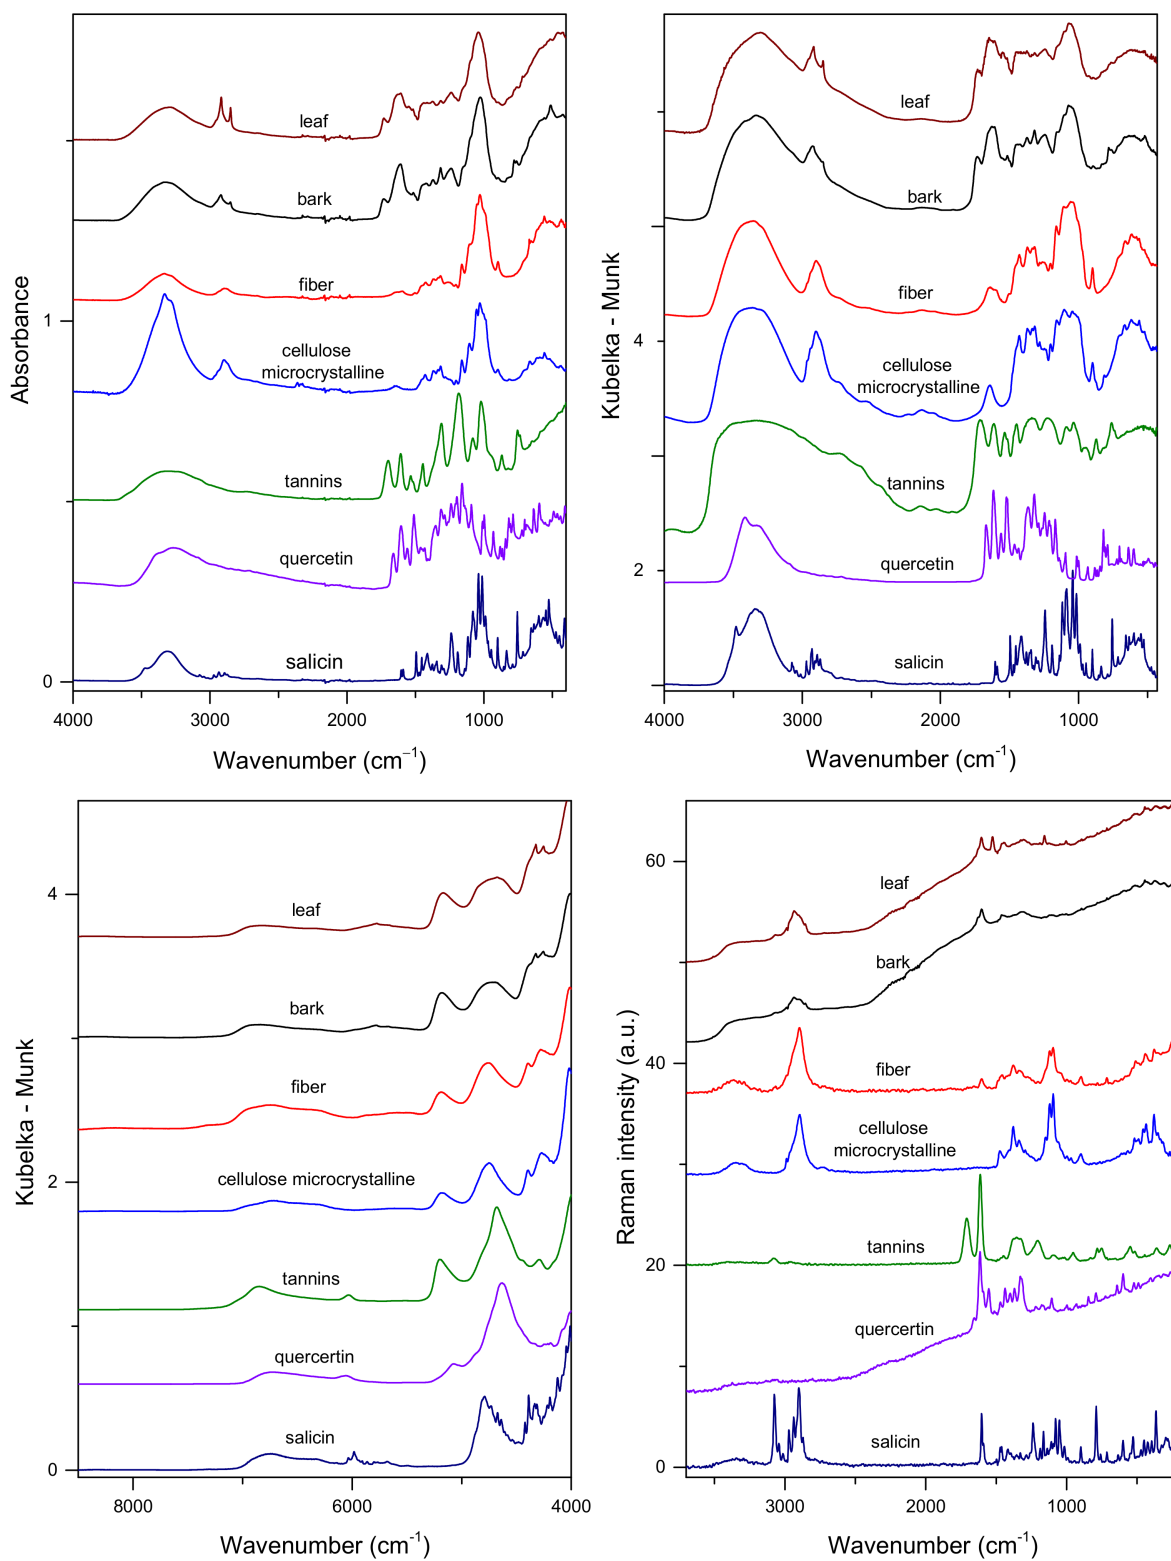 Absorbance
1
0
leaf
bark
fiber
cellulose
microcrystalline
tannins
quercetin
salicin
4000
3000
2000
1000
Wavenumber (cm⁻¹)
Kubelka - Munk
4
2
leaf
bark
fiber
cellulose
microcrystalline
tannins
quercetin
salicin
4000
3000
2000
1000
Wavenumber (cm⁻¹)
Kubelka - Munk
4
2
0
leaf
bark
fiber
cellulose microcrystalline
tannins
quercertin
salicin
8000
6000
4000
Wavenumber (cm⁻¹)
Raman intensity (a.u.)
60
40
20
0
leaf
bark
fiber
cellulose
microcrystalline
tannins
quercertin
salicin
3000
2000
1000
Wavenumber (cm⁻¹)